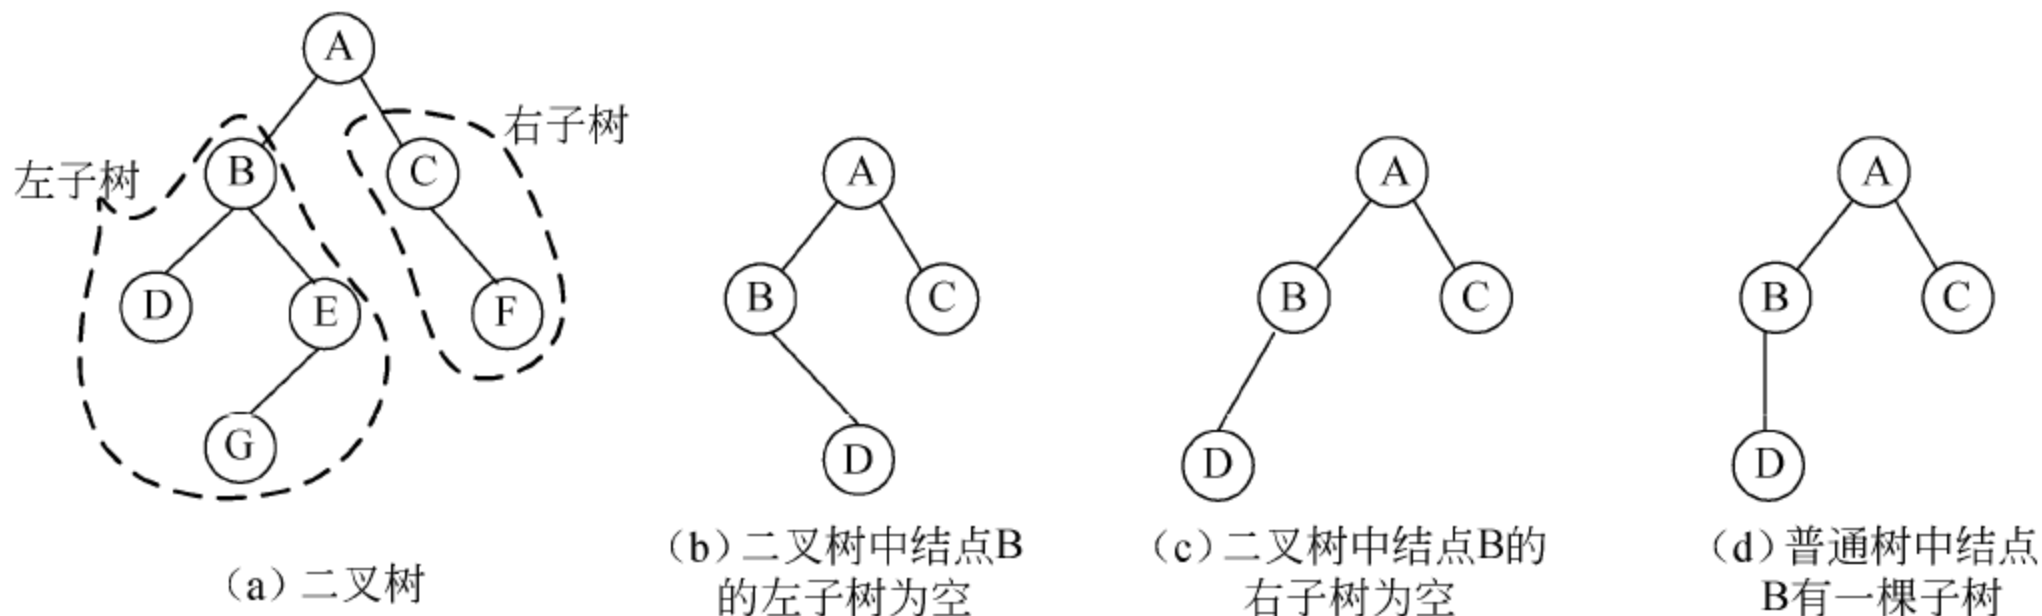 A
B
C
D
E
F
G
左子树
右子树
(a)二叉树
A
B
C
D
(b)二叉树中结点B
的左子树为空
A
B
C
D
(c)二叉树中结点B的
右子树为空
A
B
C
D
(d)普通树中结点
B有一棵子树